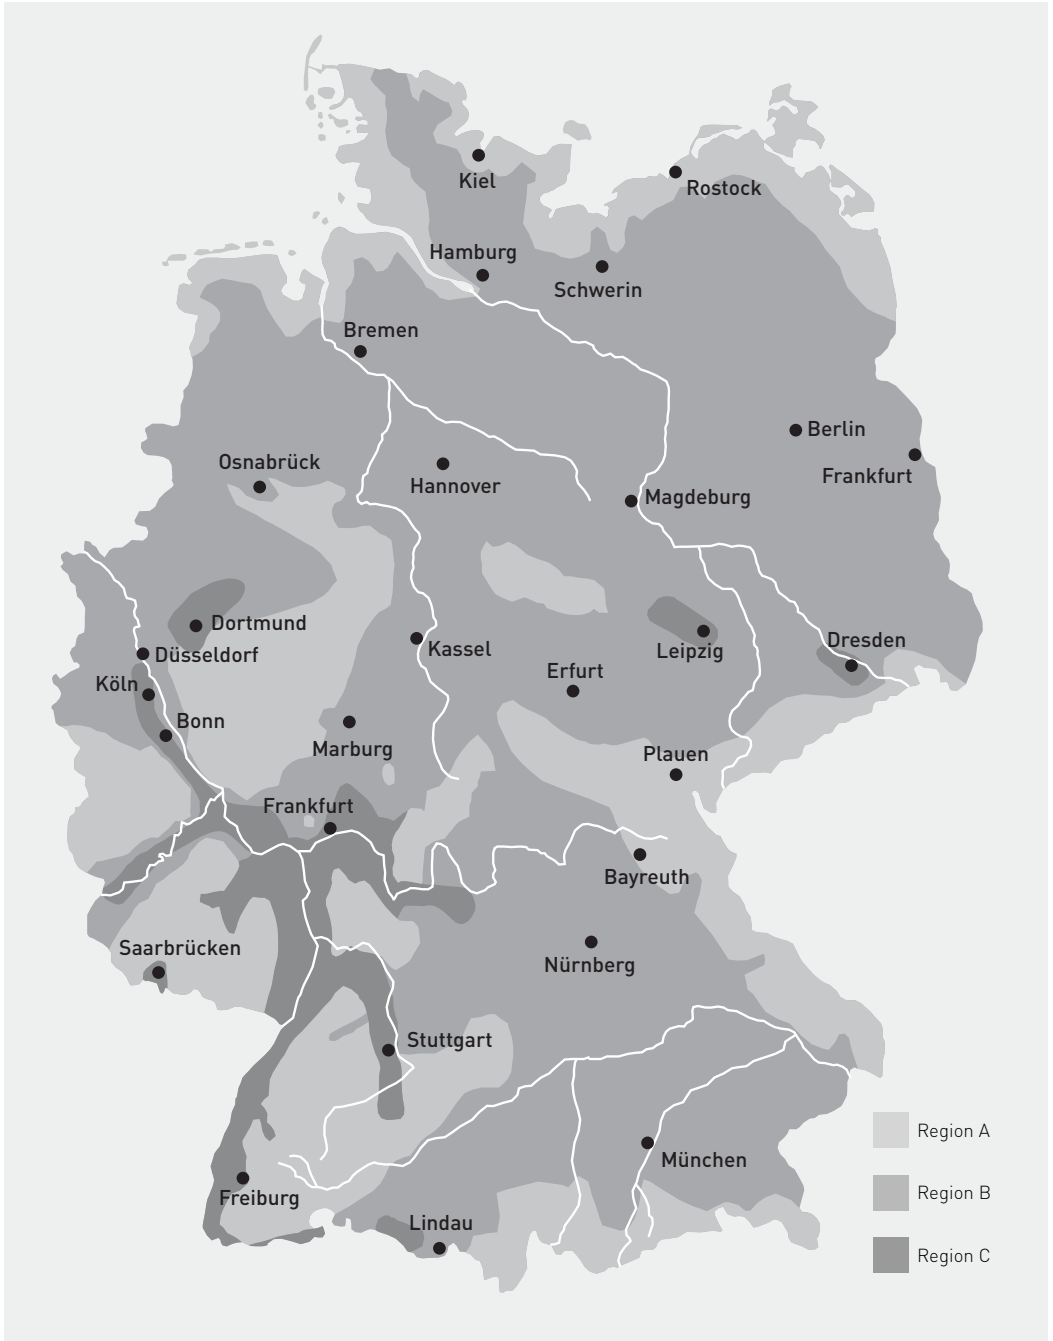 Kiel
Rostock
Hamburg
Schwerin
Bremen
Berlin
Osnabrück
Frankfurt
Hannover
Magdeburg
Dortmund
Dresden
Düsseldorf
Kassel
Leipzig
Köln
Erfurt
Bonn
Marburg
Plauen
Frankfurt
Bayreuth
Saarbrücken
Nürnberg
Stuttgart
Region A
München
Region B
Freiburg
Lindau
Region C